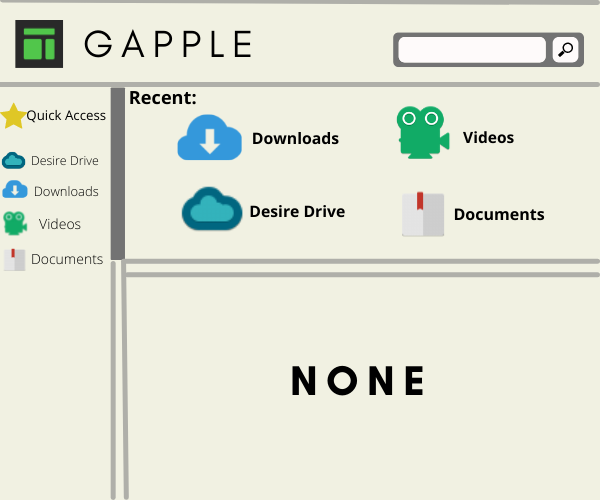 GAPPLE
Quick Access
Desire Drive
Downloads
Videos
Documents
Recent:
Downloads
Videos
Desire Drive
Documents
NONE